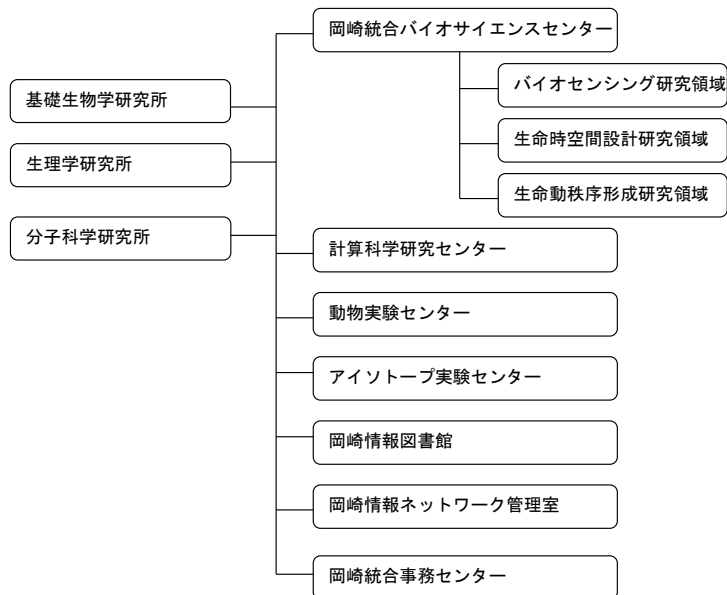 岡崎統合バイオサイエンスセンター
バイオセンシング研究領域
生命時空間設計研究領域
生命動秩序形成研究領域
基礎生物学研究所
生理学研究所
分子科学研究所
計算科学研究センター
動物実験センター
アイソトープ実験センター
岡崎情報図書館
岡崎情報ネットワーク管理室
岡崎統合事務センター